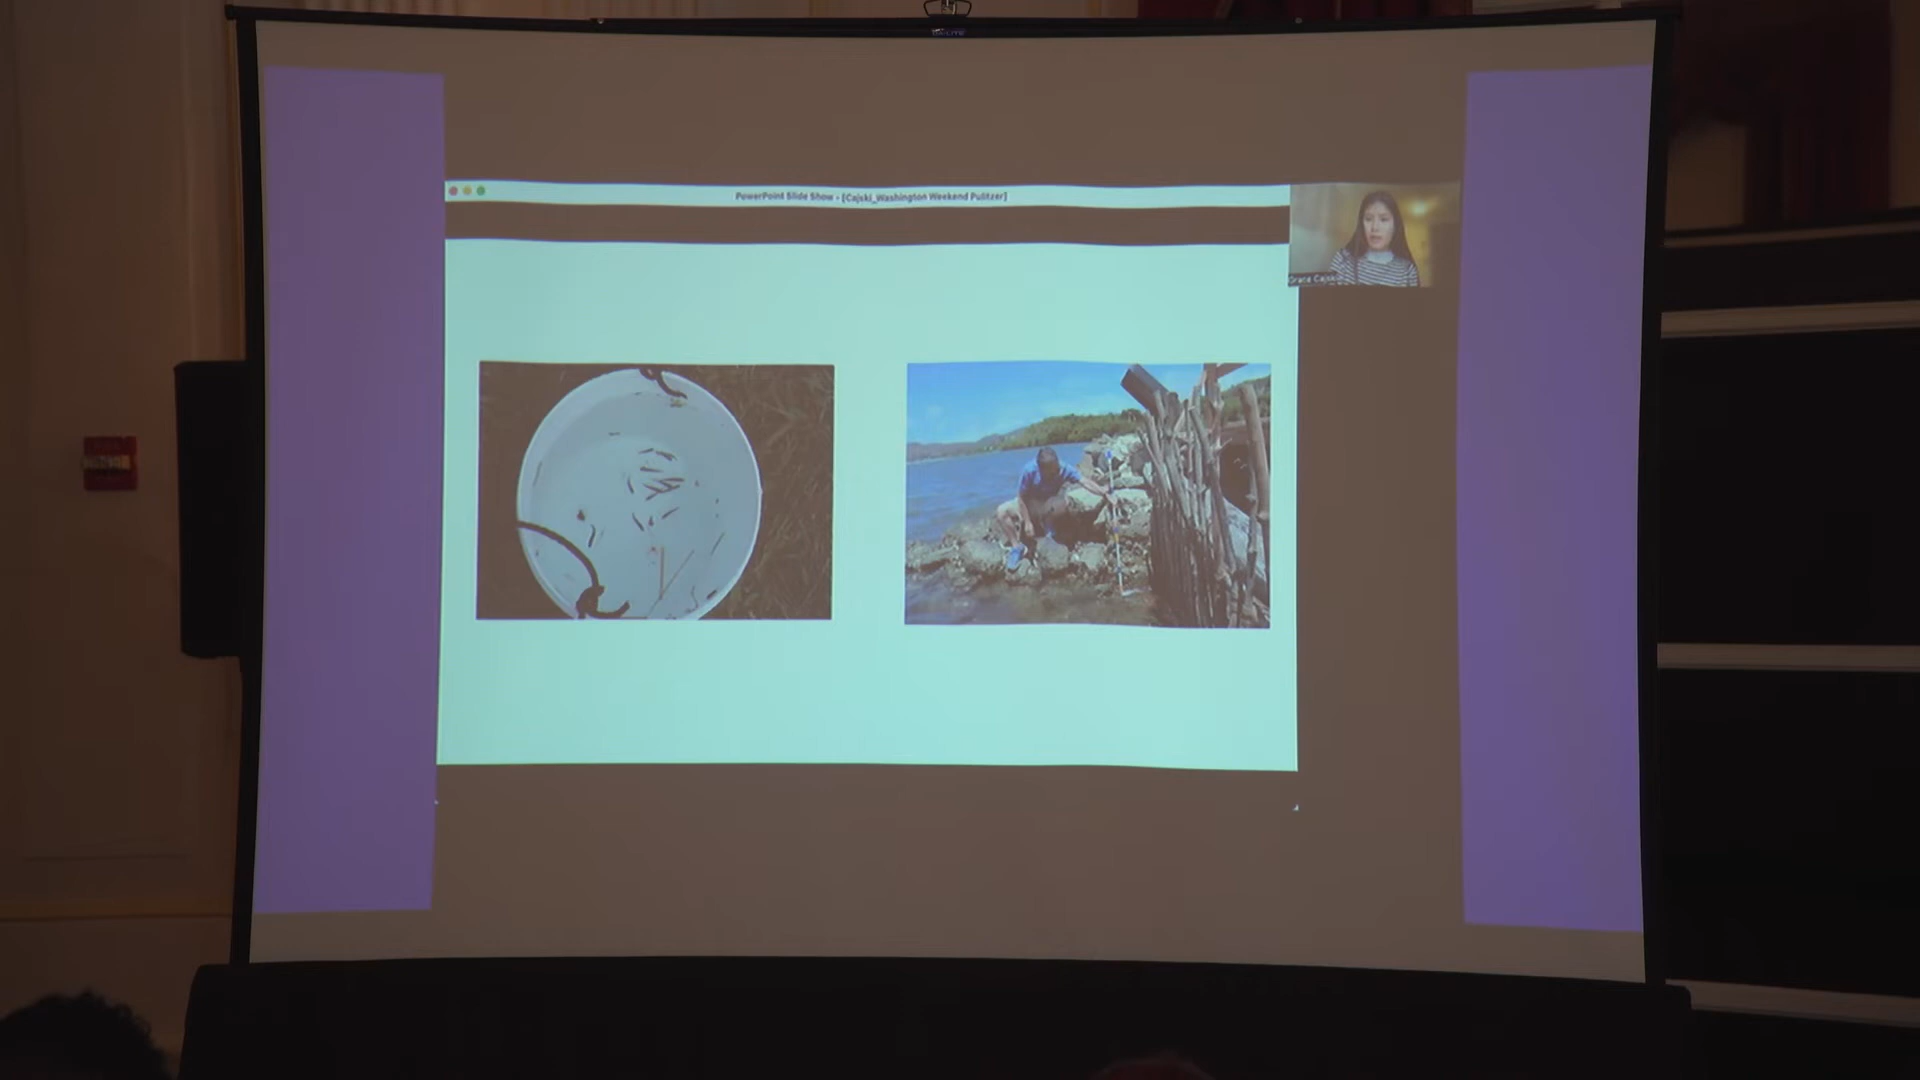 PowerPoint Slide Show - [Cajski_Washington Weekend Pulitzer]
Grace Cajski